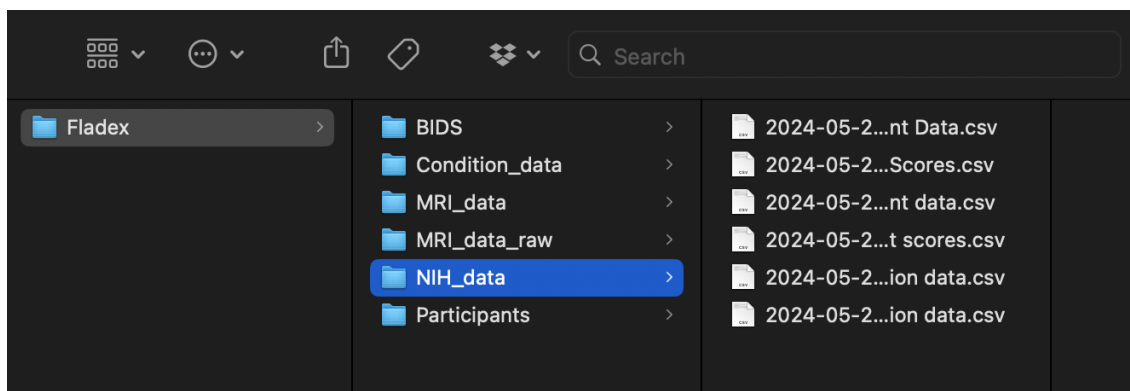 Search
Fladex
BIDS
Condition_data
MRI_data
MRI_data_raw
NIH_data
Participants
2024-05-2...nt Data.csv
2024-05-2...Scores.csv
2024-05-2...nt data.csv
2024-05-2...t scores.csv
2024-05-2...ion data.csv
2024-05-2...ion data.csv